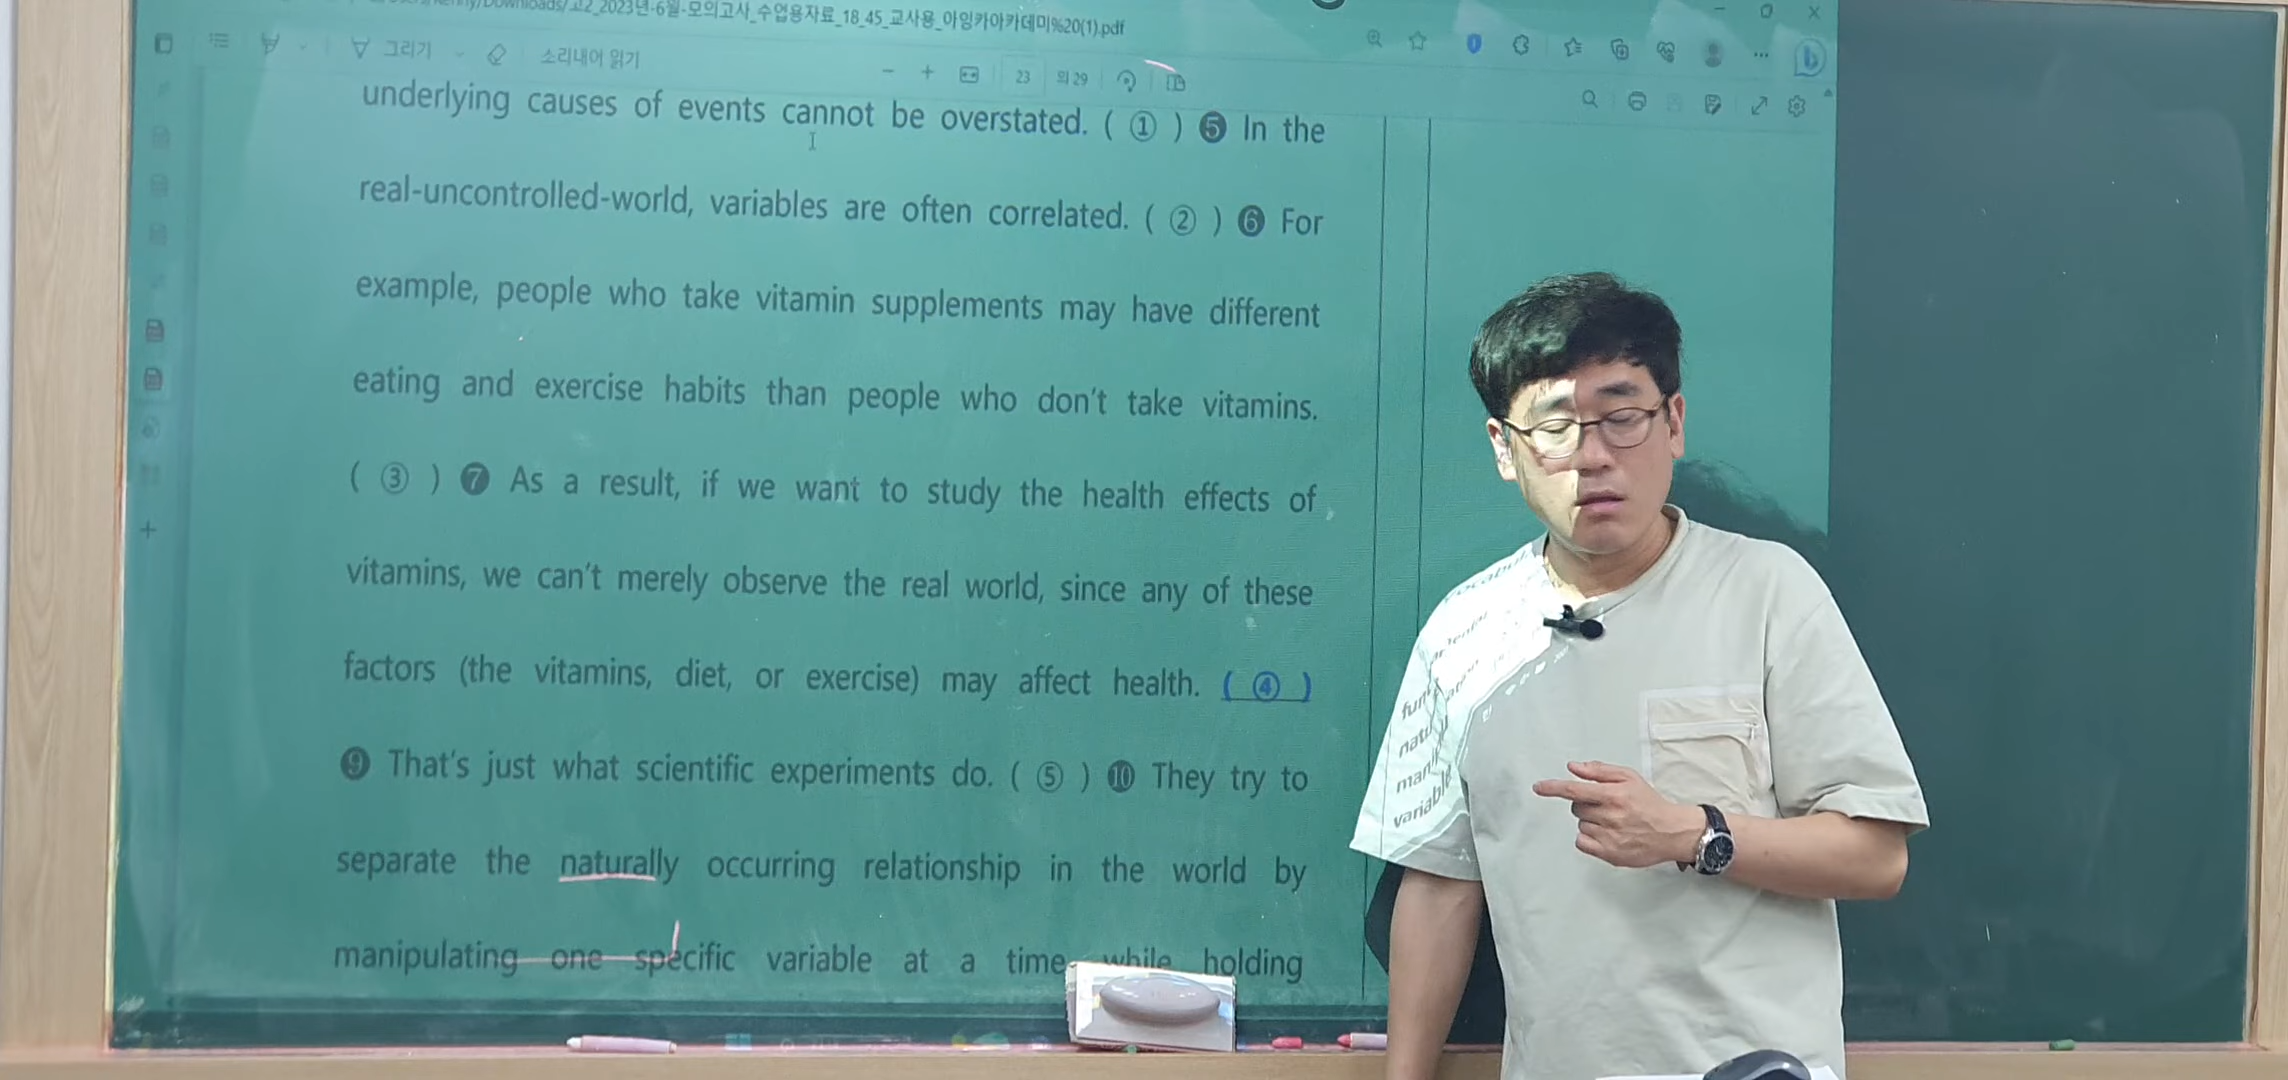 Downloads/고2_2023년-6월-모의고사_수업용자료_18_45_교사용_아잉카아카데미%20(1).pdf
그리기 소리내어 읽기
23 의 29
underlying causes of events cannot be overstated. ( ① ) ❺ In the
real-uncontrolled-world, variables are often correlated. ( ② ) ❻ For
example, people who take vitamin supplements may have different
eating and exercise habits than people who don't take vitamins.
( ③ ) ❼ As a result, if we want to study the health effects of
vitamins, we can't merely observe the real world, since any of these
factors (the vitamins, diet, or exercise) may affect health. ( ④ )
❾ That's just what scientific experiments do. ( ⑤ ) ❿ They try to
separate the naturally occurring relationship in the world by
manipulating one specific variable at a time while holding
variable